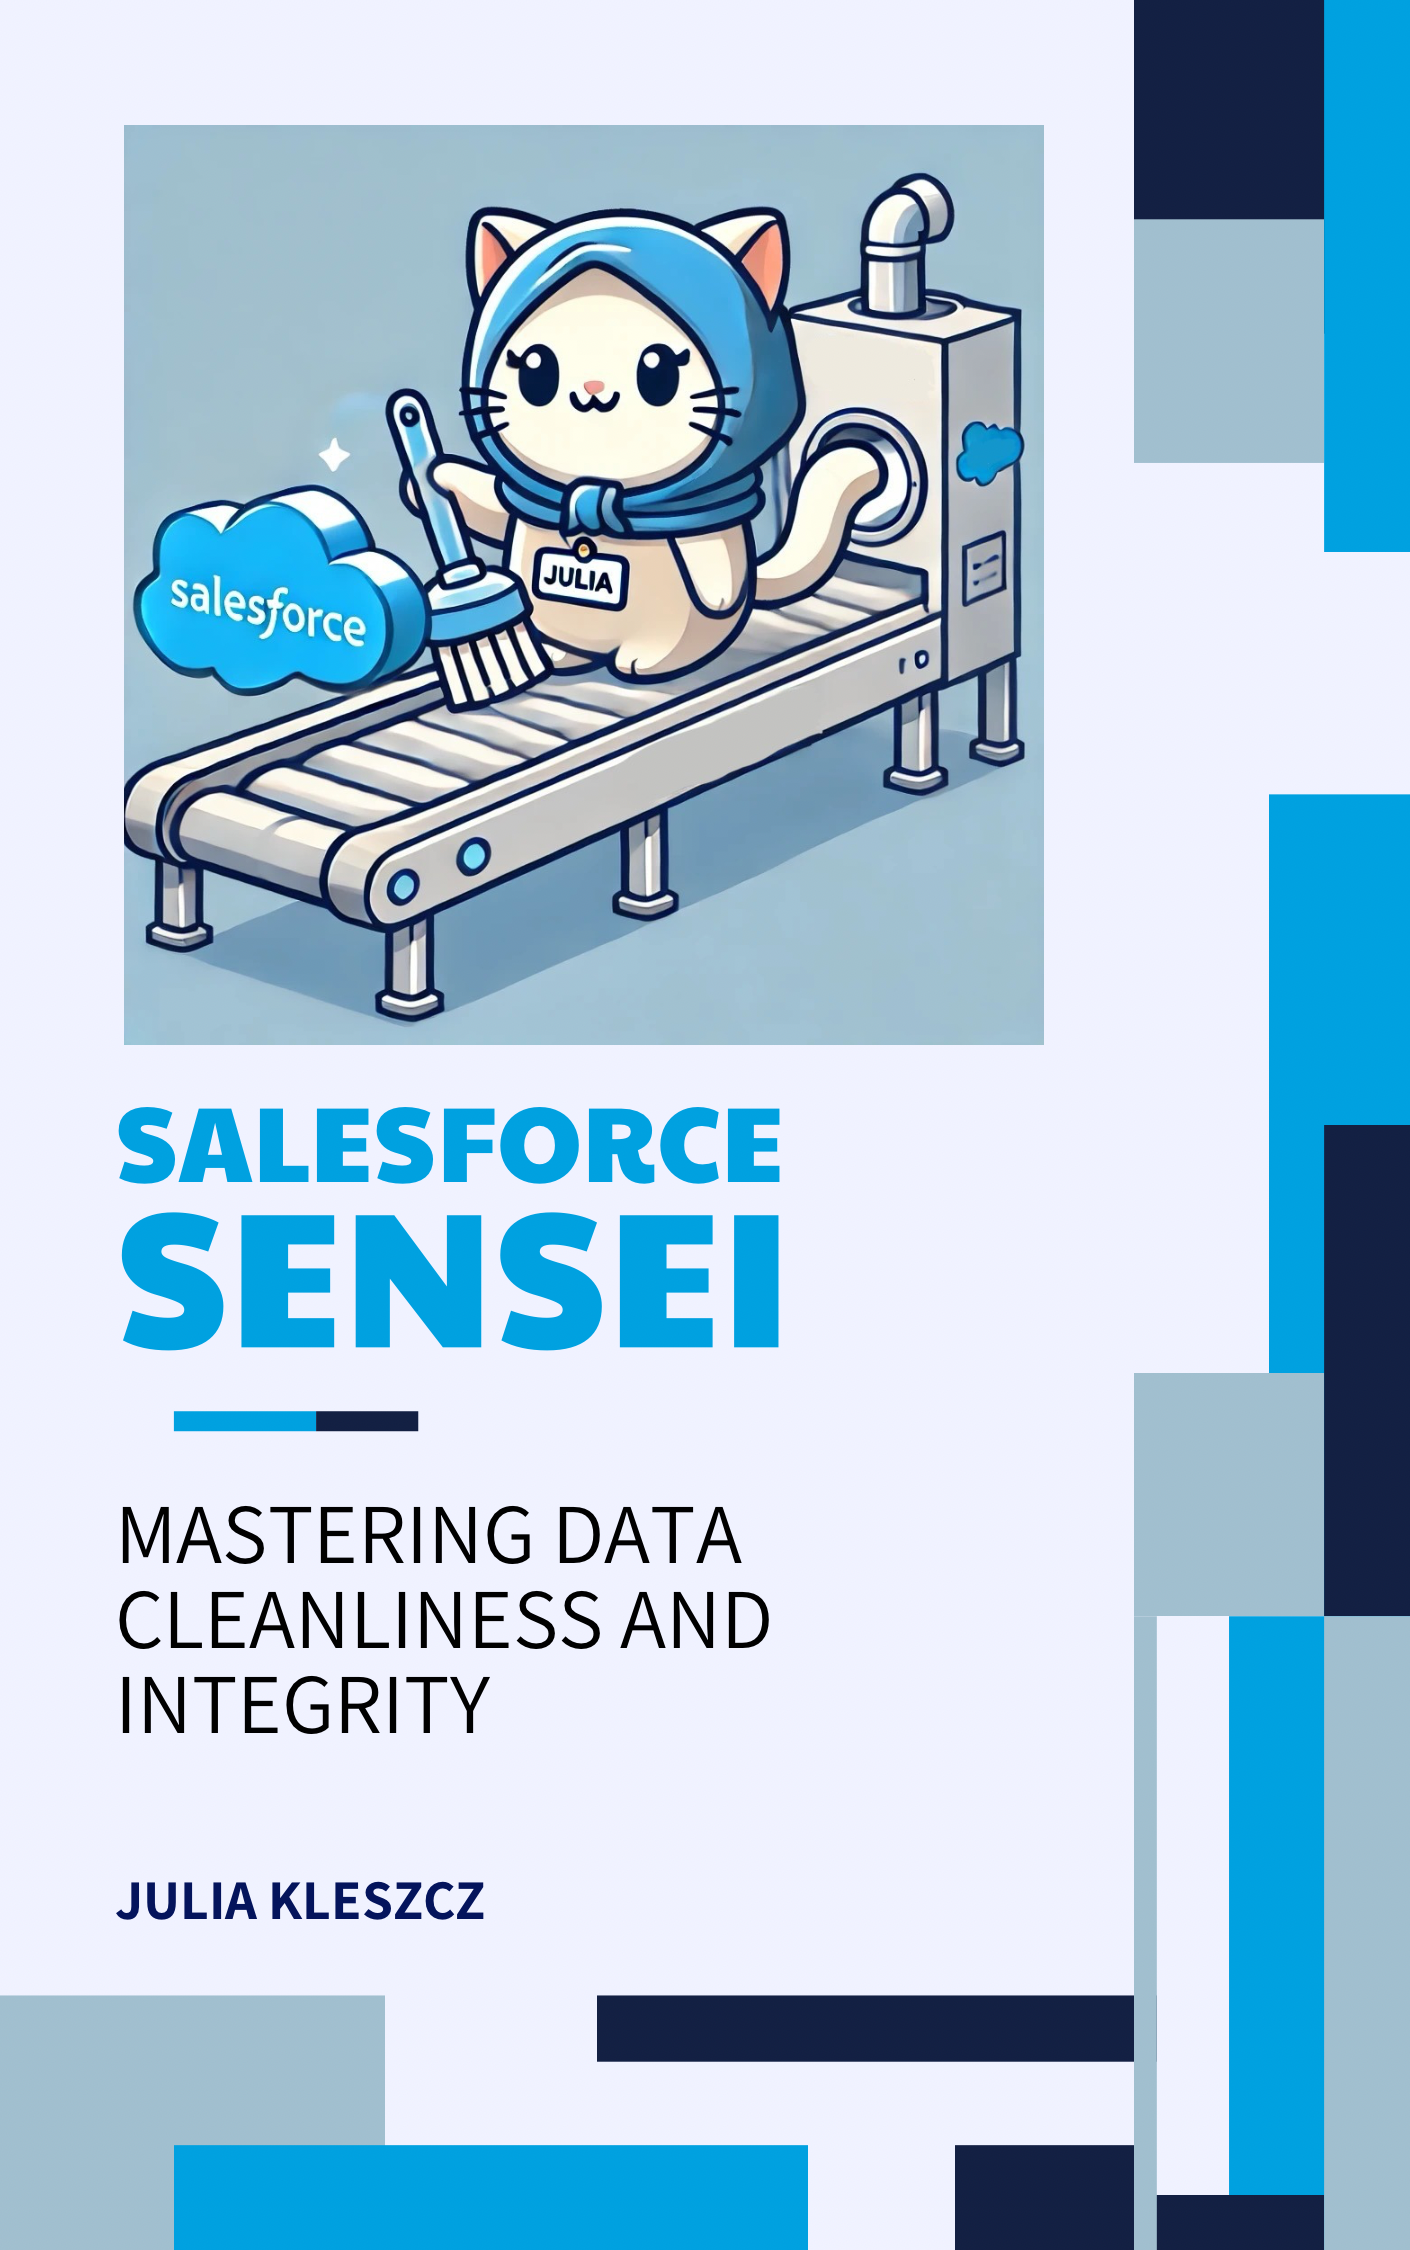 salesforce
JULIA
SALESFORCE
SENSEI
MASTERING DATA
CLEANLINESS AND
INTEGRITY
JULIA KLESZCZ